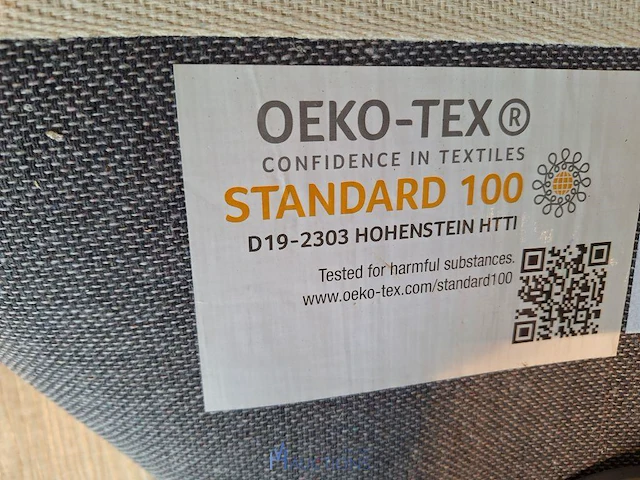 OEKO-TEX®
CONFIDENCE IN TEXTILES
STANDARD 100
D19-2303 HOHENSTEIN HTTI
Tested for harmful substances.
www.oeko-tex.com/standard100